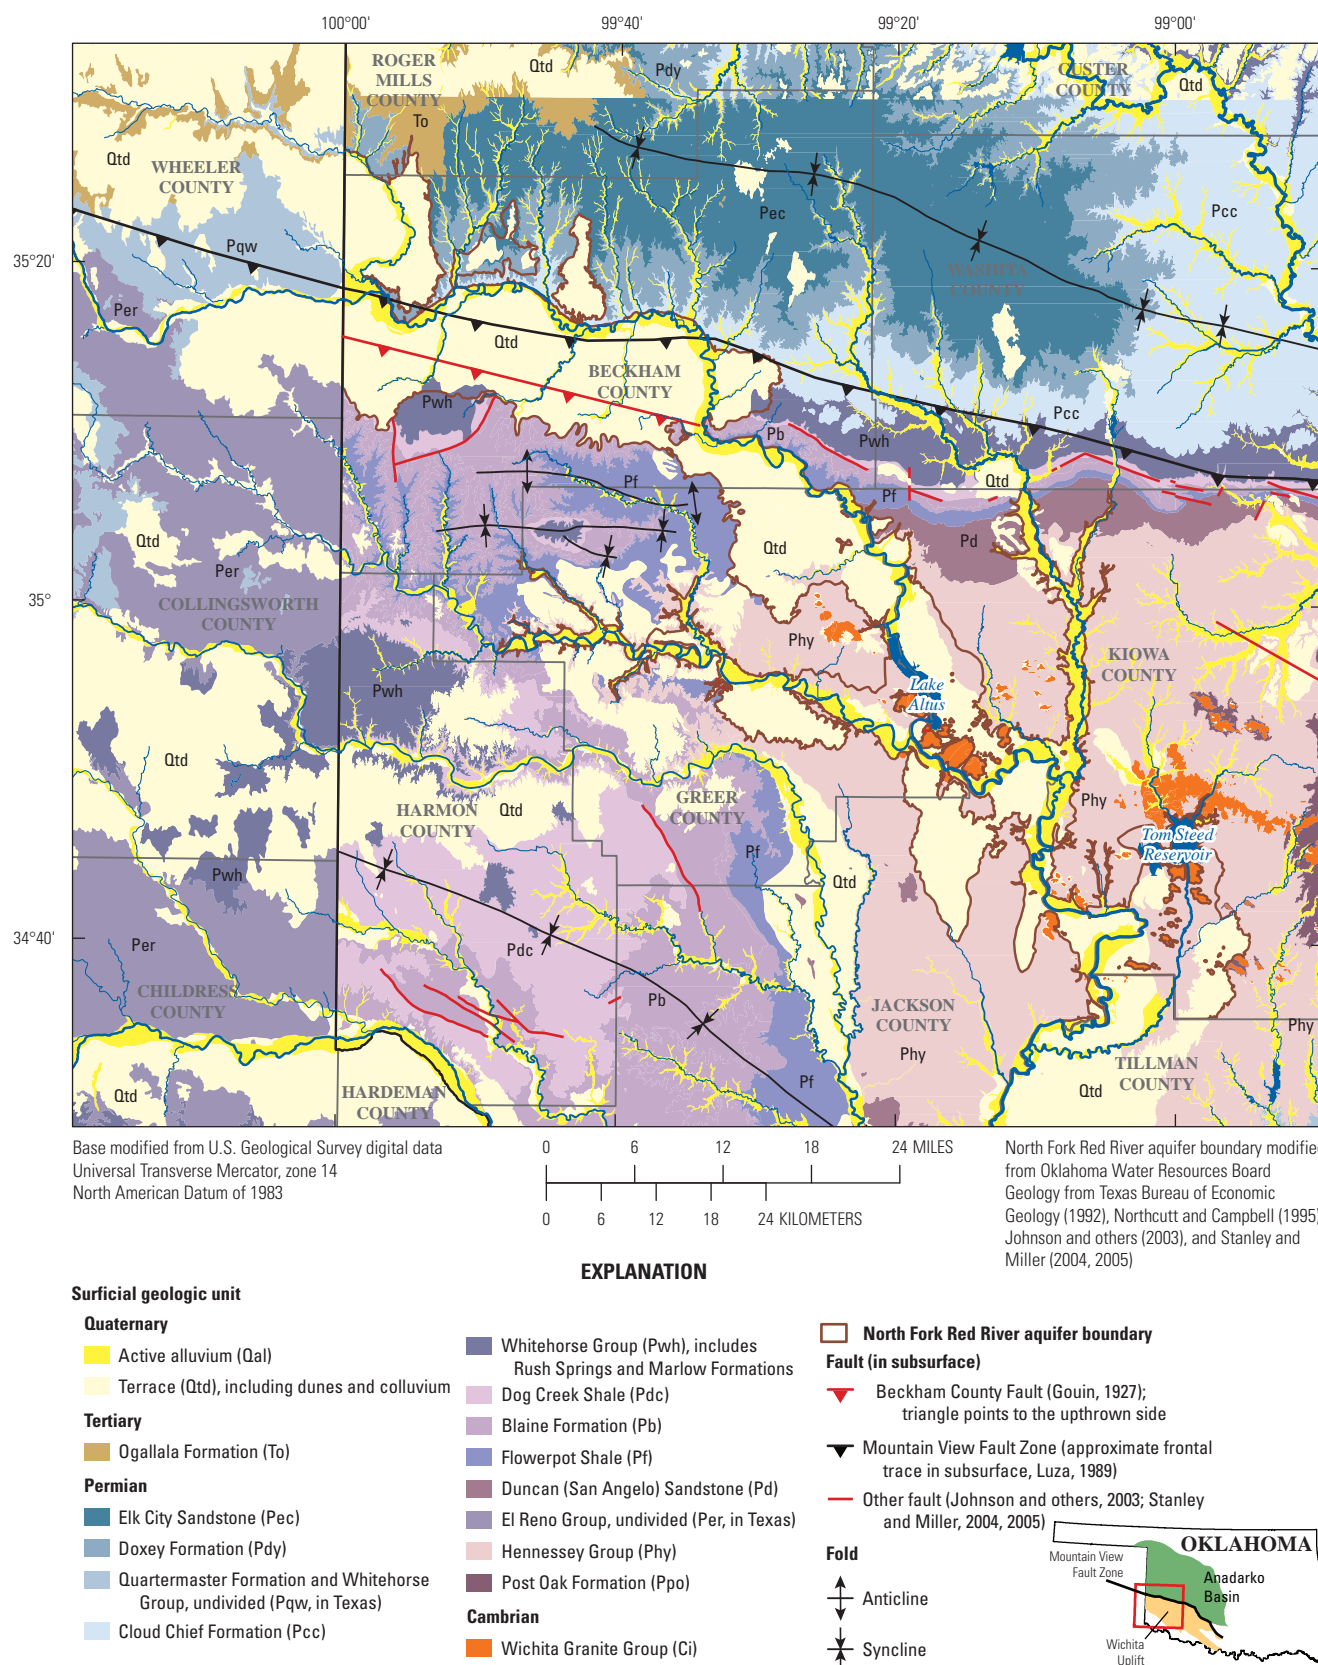 100°00'
99°40'
99°20'
99°00'
ROGER
MILLS
COUNTY
Qtd
Pdy
CUSTER
COUNTY
Qtd
To
Qtd
WHEELER
COUNTY
Pec
Pcc
Pqw
35°20'
WASHITA
COUNTY
Per
Qtd
BECKHAM
COUNTY
Pwh
Pcc
Pb
Pwh
Pf
Qtd
Pf
Qtd
Qtd
Pd
Per
35°
COLLINGSWORTH
COUNTY
Phy
KIOWA
COUNTY
Pwh
Lake
Altus
Qtd
HARMON
COUNTY
Qtd
GREER
COUNTY
Phy
Tom Steed
Reservoir
Pf
Pwh
Qtd
34°40'
Per
Pdc
CHILDRESS
COUNTY
Pb
JACKSON
COUNTY
Phy
Phy
TILLMAN
COUNTY
Qtd
HARDEMAN
COUNTY
Pf
Qtd
Base modified from U.S. Geological Survey digital data
Universal Transverse Mercator, zone 14
North American Datum of 1983
0 6 12 18 24 MILES
0 6 12 18 24 KILOMETERS
North Fork Red River aquifer boundary modified
from Oklahoma Water Resources Board
Geology from Texas Bureau of Economic
Geology (1992), Northcutt and Campbell (1995),
Johnson and others (2003), and Stanley and
Miller (2004, 2005)
EXPLANATION
Surficial geologic unit
Quaternary
Active alluvium (Qal)
Terrace (Qtd), including dunes and colluvium
Tertiary
Ogallala Formation (To)
Permian
Elk City Sandstone (Pec)
Doxey Formation (Pdy)
Quartermaster Formation and Whitehorse
Group, undivided (Pqw, in Texas)
Cloud Chief Formation (Pcc)
Whitehorse Group (Pwh), includes
Rush Springs and Marlow Formations
Dog Creek Shale (Pdc)
Blaine Formation (Pb)
Flowerpot Shale (Pf)
Duncan (San Angelo) Sandstone (Pd)
El Reno Group, undivided (Per, in Texas)
Hennessey Group (Phy)
Post Oak Formation (Ppo)
Cambrian
Wichita Granite Group (Ci)
North Fork Red River aquifer boundary
Fault (in subsurface)
Beckham County Fault (Gouin, 1927);
triangle points to the upthrown side
Mountain View Fault Zone (approximate frontal
trace in subsurface, Luza, 1989)
Other fault (Johnson and others, 2003; Stanley
and Miller, 2004, 2005)
Fold
Anticline
Syncline
OKLAHOMA
Mountain View
Fault Zone
Anadarko
Basin
Wichita
Uplift